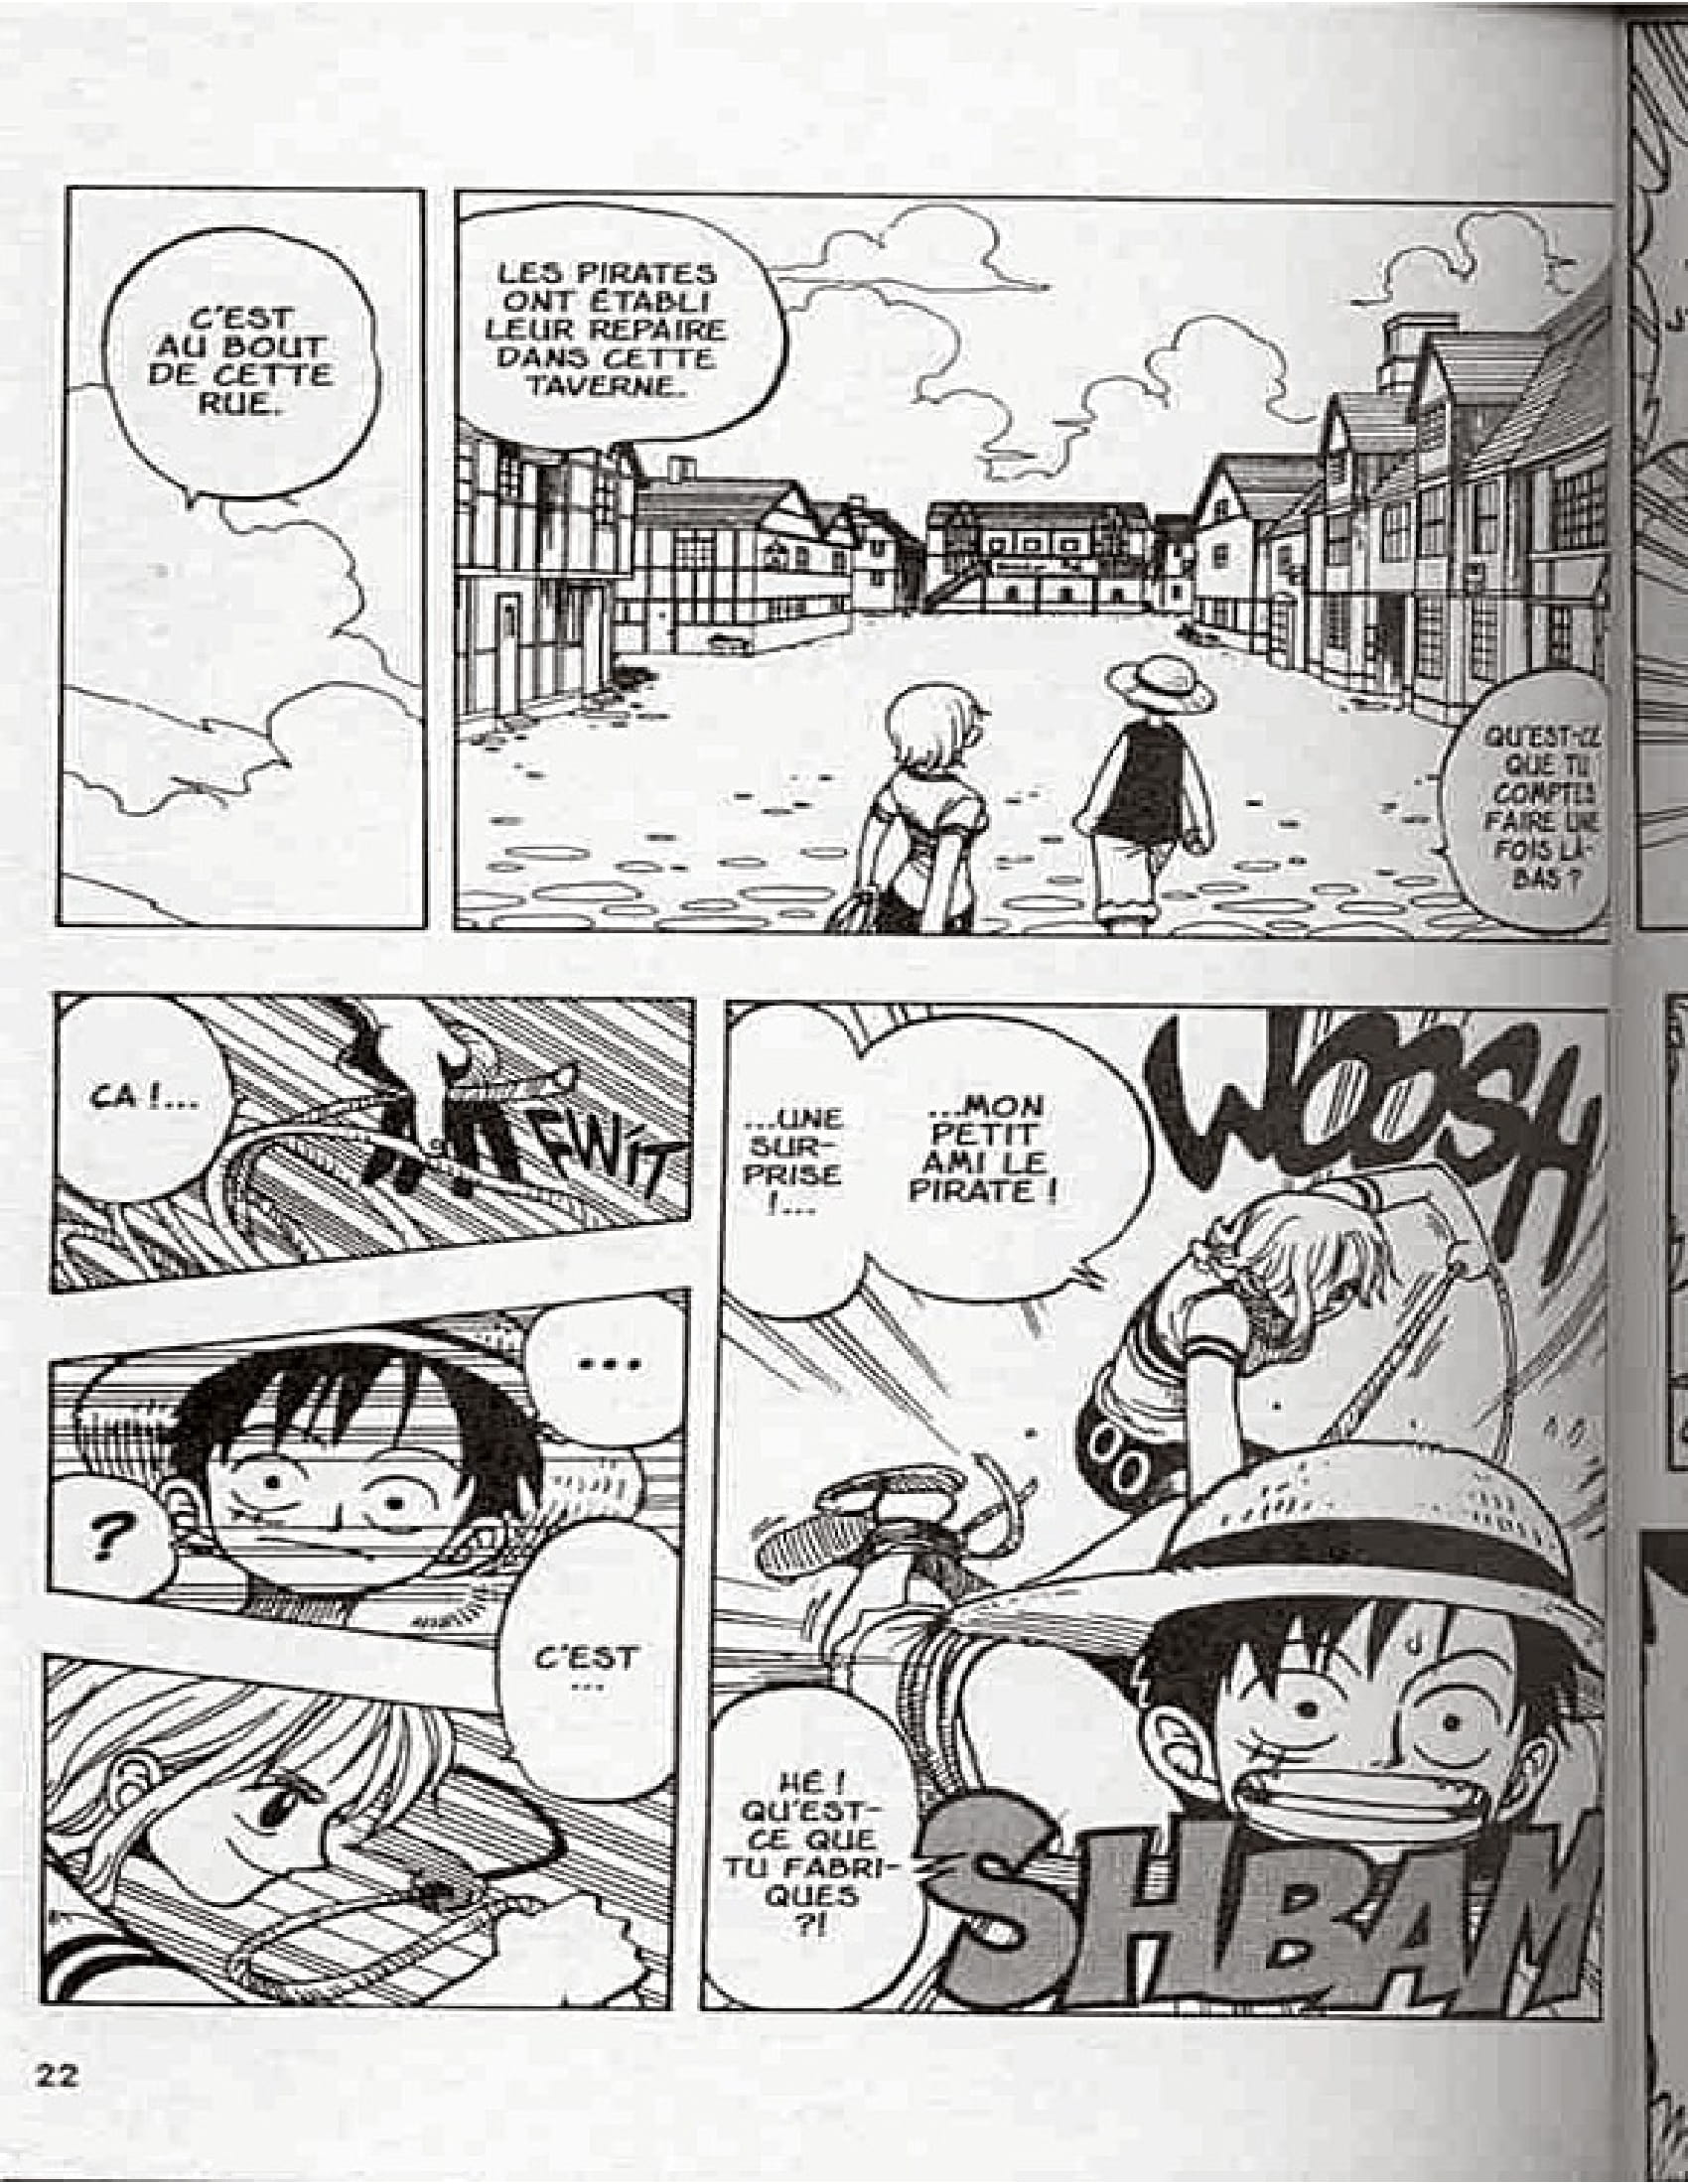 C'EST
AU BOUT
DE CETTE
RUE.
LES PIRATES
ONT ÉTABLI
LEUR REPAIRE
DANS CETTE
TAVERNE.
QU'EST-CE
QUE TU
COMPTES
FAIRE UNE
FOIS LÀ-
BAS ?
CA !...
FWIT
...
?
C'EST
...
...UNE
SUR-
PRISE
!...
...MON
PETIT
AMI LE
PIRATE !
WOOSH
HÉ !
QU'EST-
CE QUE
TU FABRI-
QUES
?!
SHBAM
22